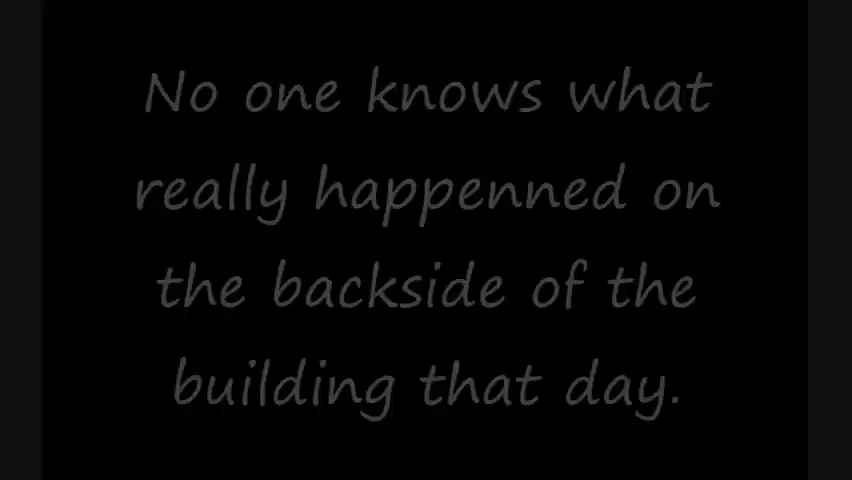 No one knows what
really happenned on
the backside of the
building that day.